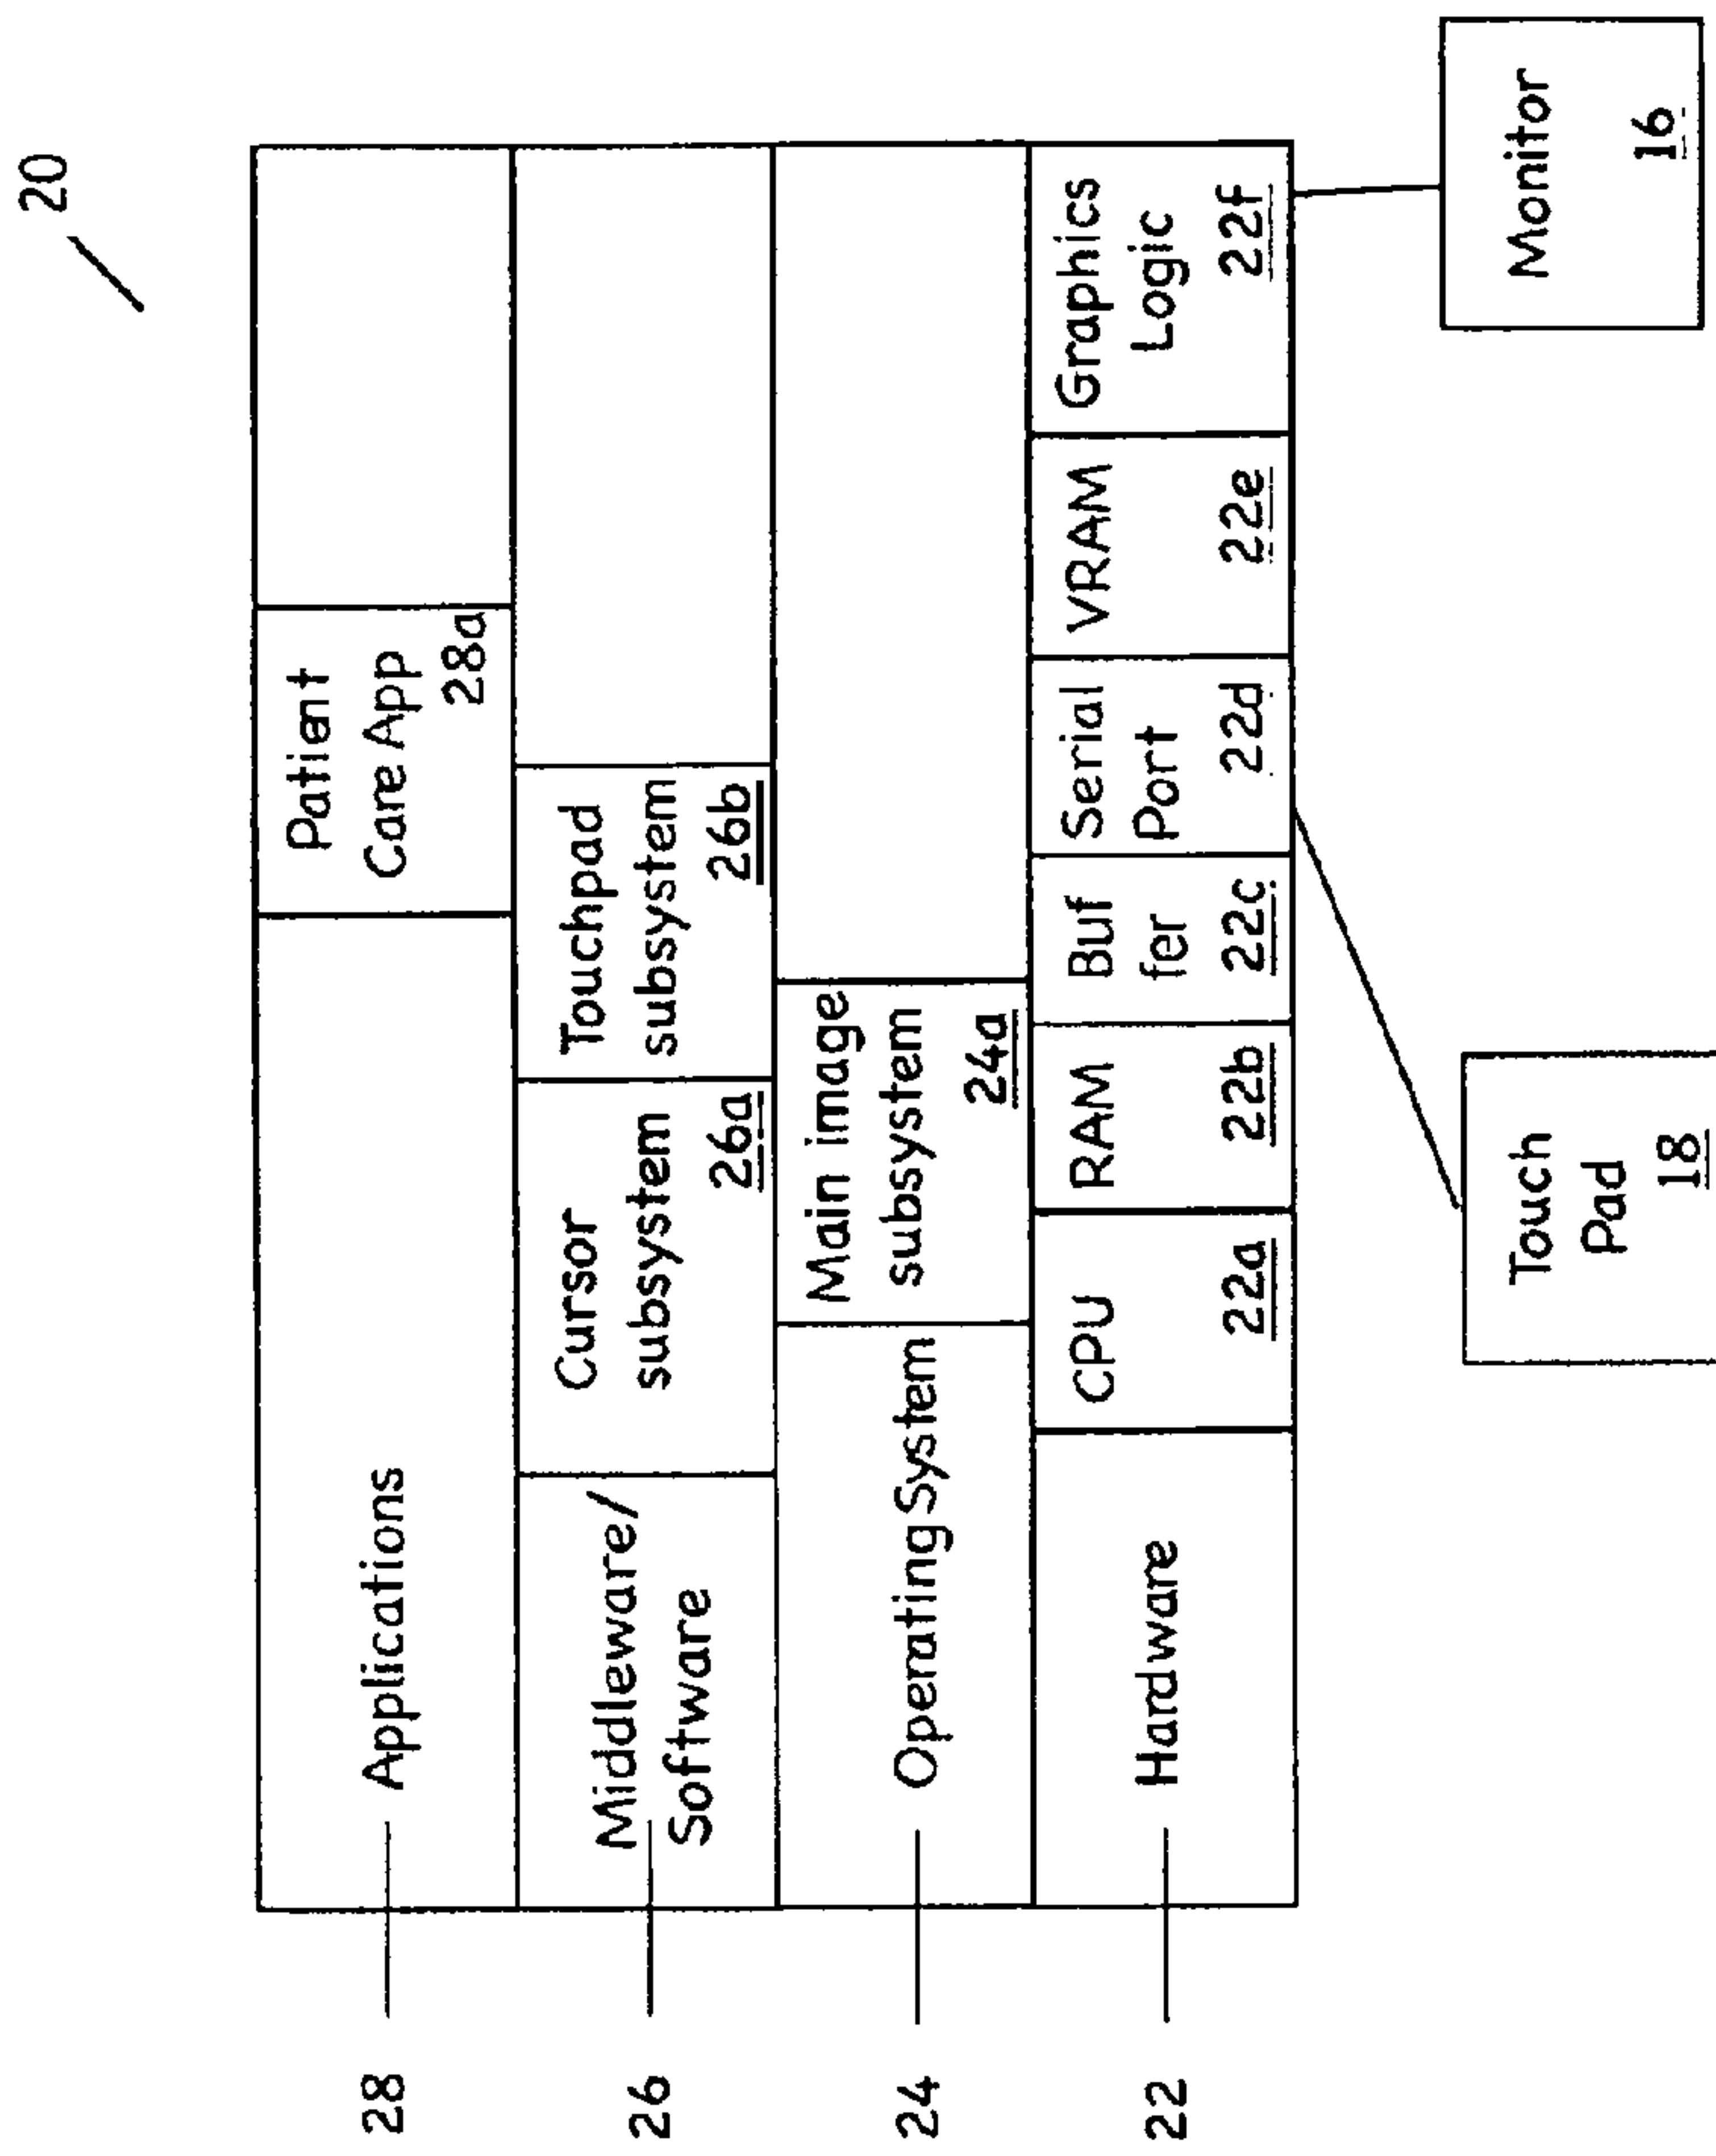 20
28
Applications
Patient
Care App
28a
26
Middleware/
Software
Cursor
subsystem
26a
Touchpad
subsystem
26b
24
Operating System
Main image
subsystem
24a
22
Hardware
CPU
22a
RAM
22b
Buf
fer
22c
Serial
Port
22d
VRAM
22e
Graphics
Logic
22f
Touch
Pad
18
Monitor
16